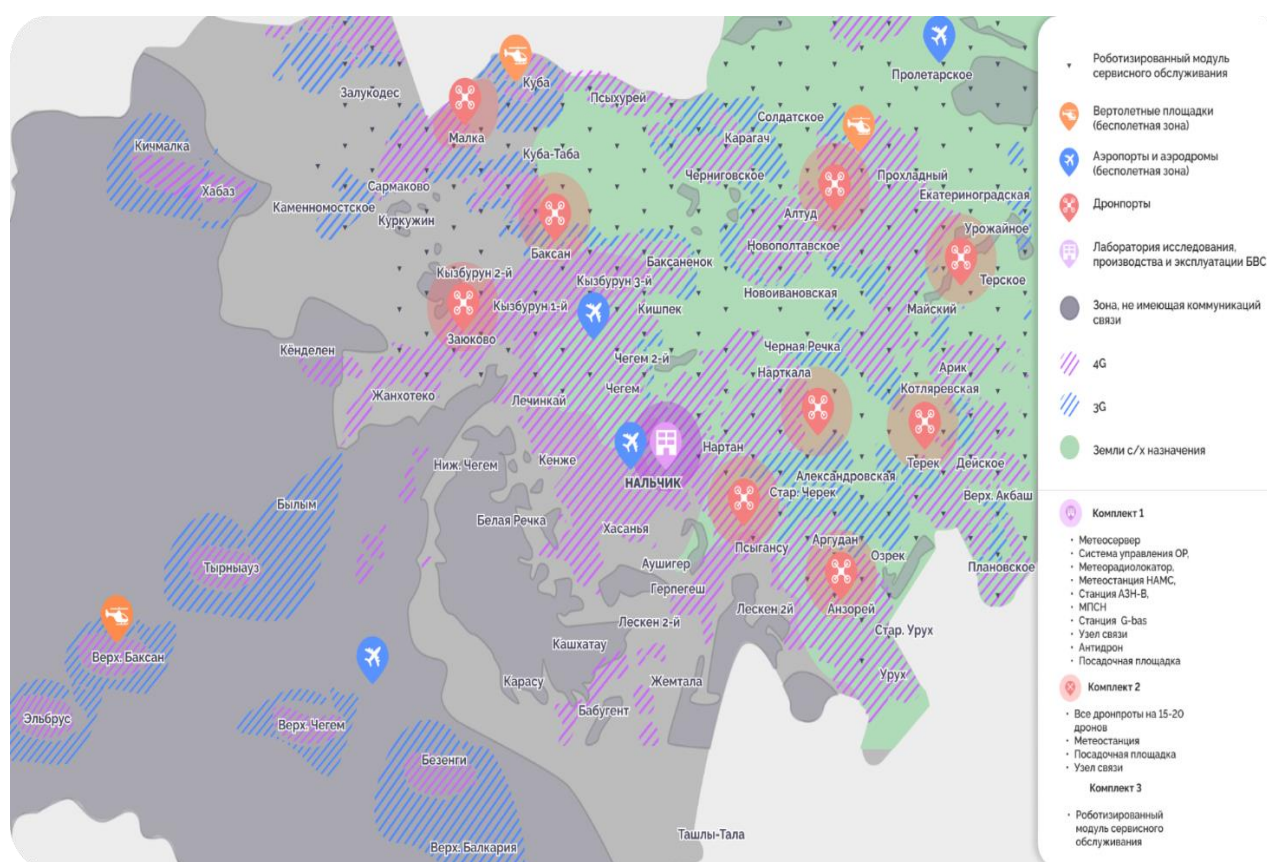 Пролетарское
Залукодес
Куба
Псыхурей
Солдатское
Малка
Карагач
Кичмалка
Куба-Таба
Хабаз
Сармаково
Черниговское
Прохладный
Екатериноградская
Каменномостское
Куркужин
Алтуд
Урожайное
Баксан
Новополтавское
Баксаненок
Кызбурун 2-й
Кызбурун 3-й
Терское
Новоивановская
Кызбурун 1-й
Кишпек
Майский
Заюково
Кёнделен
Чегем 2-й
Черная Речка
Арик
Нарткала
Котляревская
Жанхотеко
Лечинкай
Чегем
Нартан
Кенже
Ниж. Чегем
Терек
Дейское
НАЛЬЧИК
Александровская
Стар. Черек
Верх. Акбаш
Былым
Белая Речка
Хасанья
Псыгансу
Аргудан
Озрек
Плановское
Аушигер
Тырныауз
Герпегеш
Лескен 2й
Анзорей
Лескен 2-й
Стар. Урух
Кашхатау
Верх. Баксан
Карасу
Жемтала
Урух
Бабугент
Эльбрус
Верх. Чегем
Безенги
Ташлы-Тала
Верх. Балкария
Роботизированный модуль
сервисного обслуживания
Вертолетные площадки
(бесполетная зона)
Аэропорты и аэродромы
(бесполетная зона)
Дронпорты
Лаборатория исследования,
производства и эксплуатации БВС
Зона, не имеющая коммуникаций
связи
4G
3G
Земли с/х назначения
Комплект 1
• Метеосервер
• Система управления ОР,
• Метеорадиолокатор,
• Метеостанция НАМС,
• Станция АЗН-В,
• МПСН
• Станция G-bas
• Узел связи
• Антидрон
• Посадочная площадка
Комплект 2
• Все дронпроты на 15-20
дронов
• Метеостанция
• Посадочная площадка
• Узел связи
Комплект 3
• Роботизированный
модуль сервисного
обслуживания